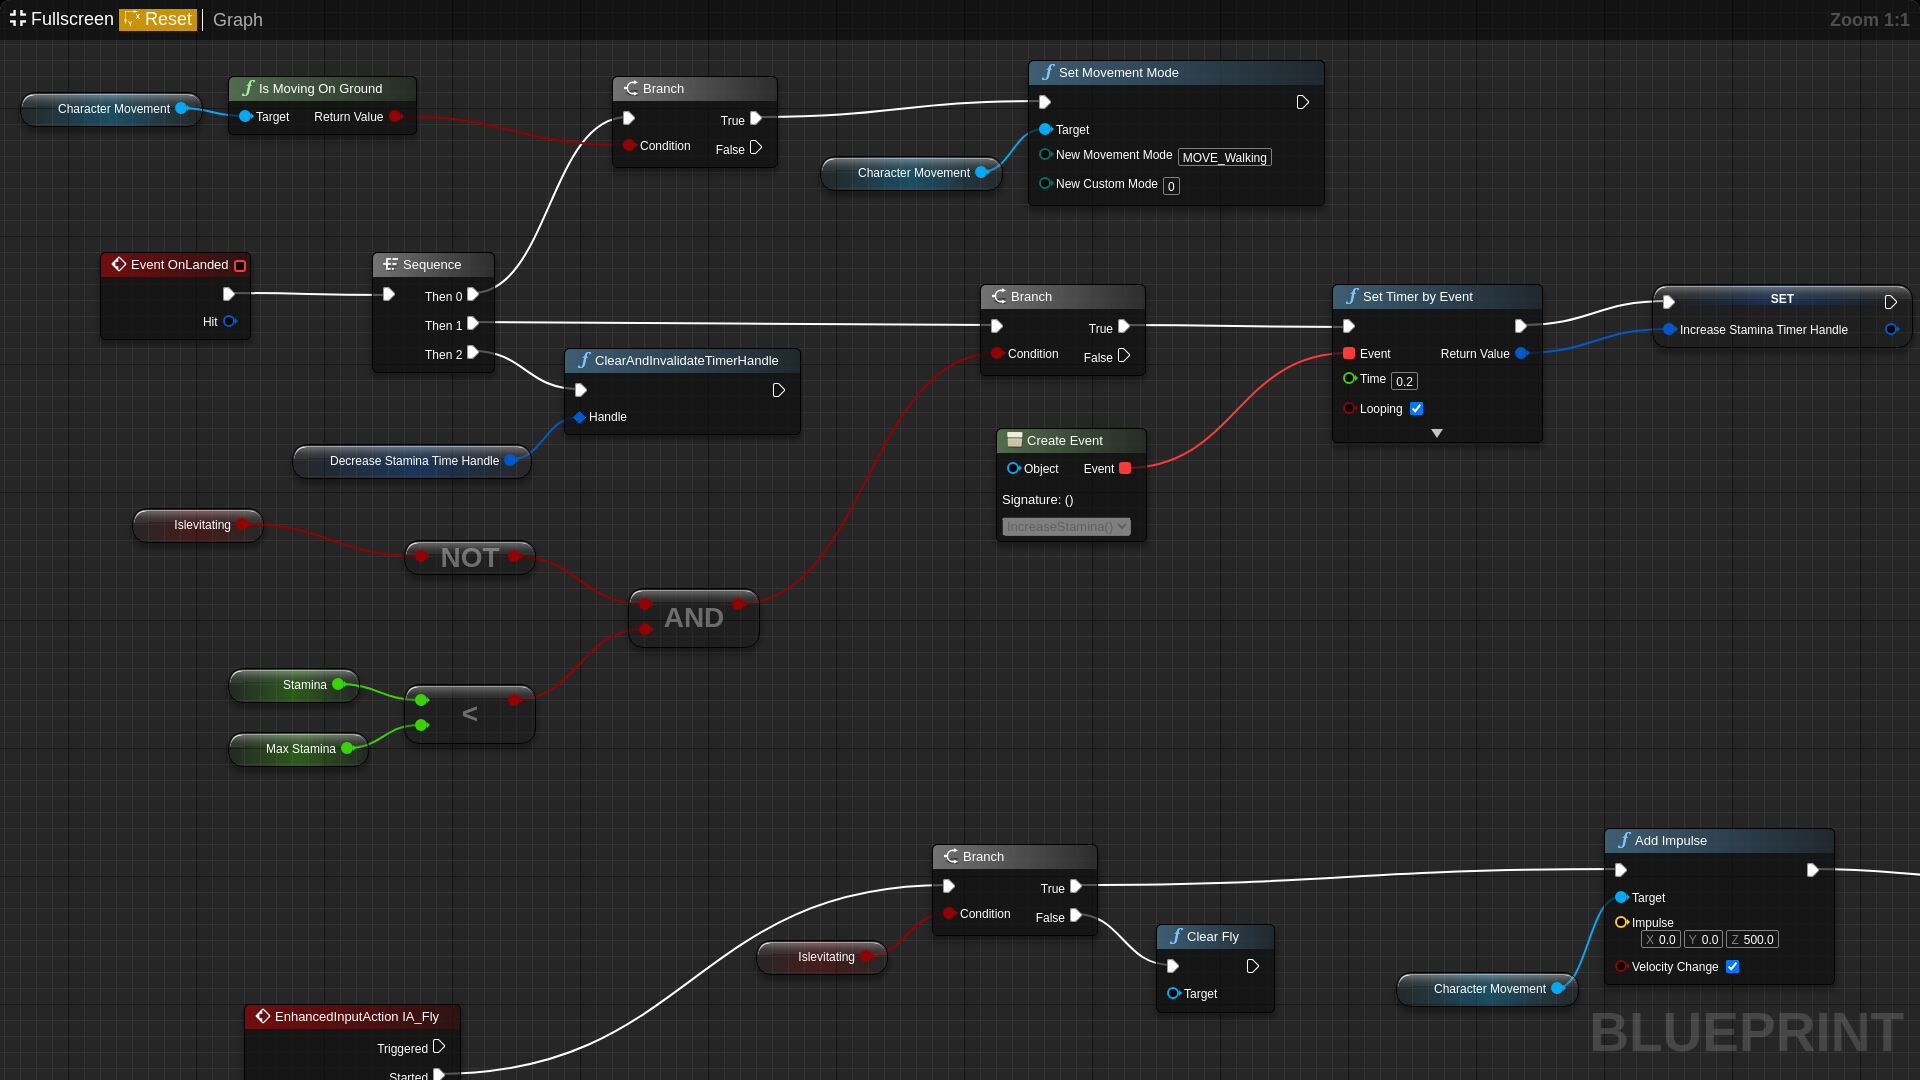 Fullscreen Reset Graph Zoom 1:1
Character Movement
Is Moving On Ground
Target Return Value
Branch
True
Condition
False
Set Movement Mode
Target
New Movement Mode MOVE_Walking
New Custom Mode 0
Character Movement
Event OnLanded
Hit
Sequence
Then 0
Then 1
Then 2
ClearAndInvalidateTimerHandle
Handle
Decrease Stamina Time Handle
Branch
True
Condition
False
Set Timer by Event
Event Return Value
Time 0.2
Looping
SET
Increase Stamina Timer Handle
Create Event
Object Event
Signature: ()
IncreaseStamina()
Islevitating
NOT
AND
Stamina
<
Max Stamina
Branch
True
Condition
False
Islevitating
Clear Fly
Target
Add Impulse
Target
Impulse
X 0.0 Y 0.0 Z 500.0
Velocity Change
Character Movement
EnhancedInputAction IA_Fly
Triggered
Started
BLUEPRINT